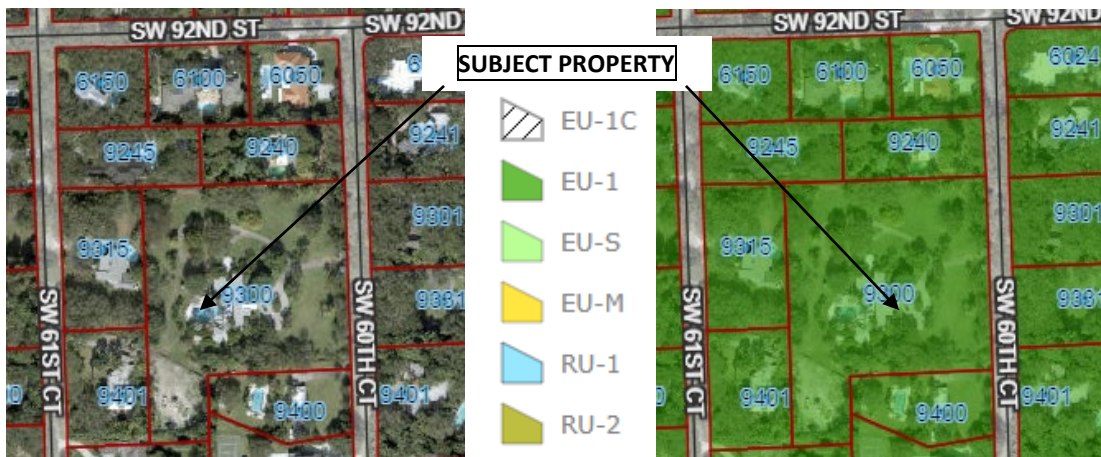 SW 92ND ST
SW 92ND
SUBJECT PROPERTY
6150
6100
6050
9245
9240
9241
9315
9300
9301
9381
SW 61ST CT
SW 60TH CT
9401
9400
EU-1C
EU-1
EU-S
EU-M
RU-1
RU-2
SW 92ND ST
SW 92ND
6150
6100
6050
6024
9245
9240
9241
9315
9300
9301
9381
SW 61ST CT
SW 60TH CT
9401
9400
9401